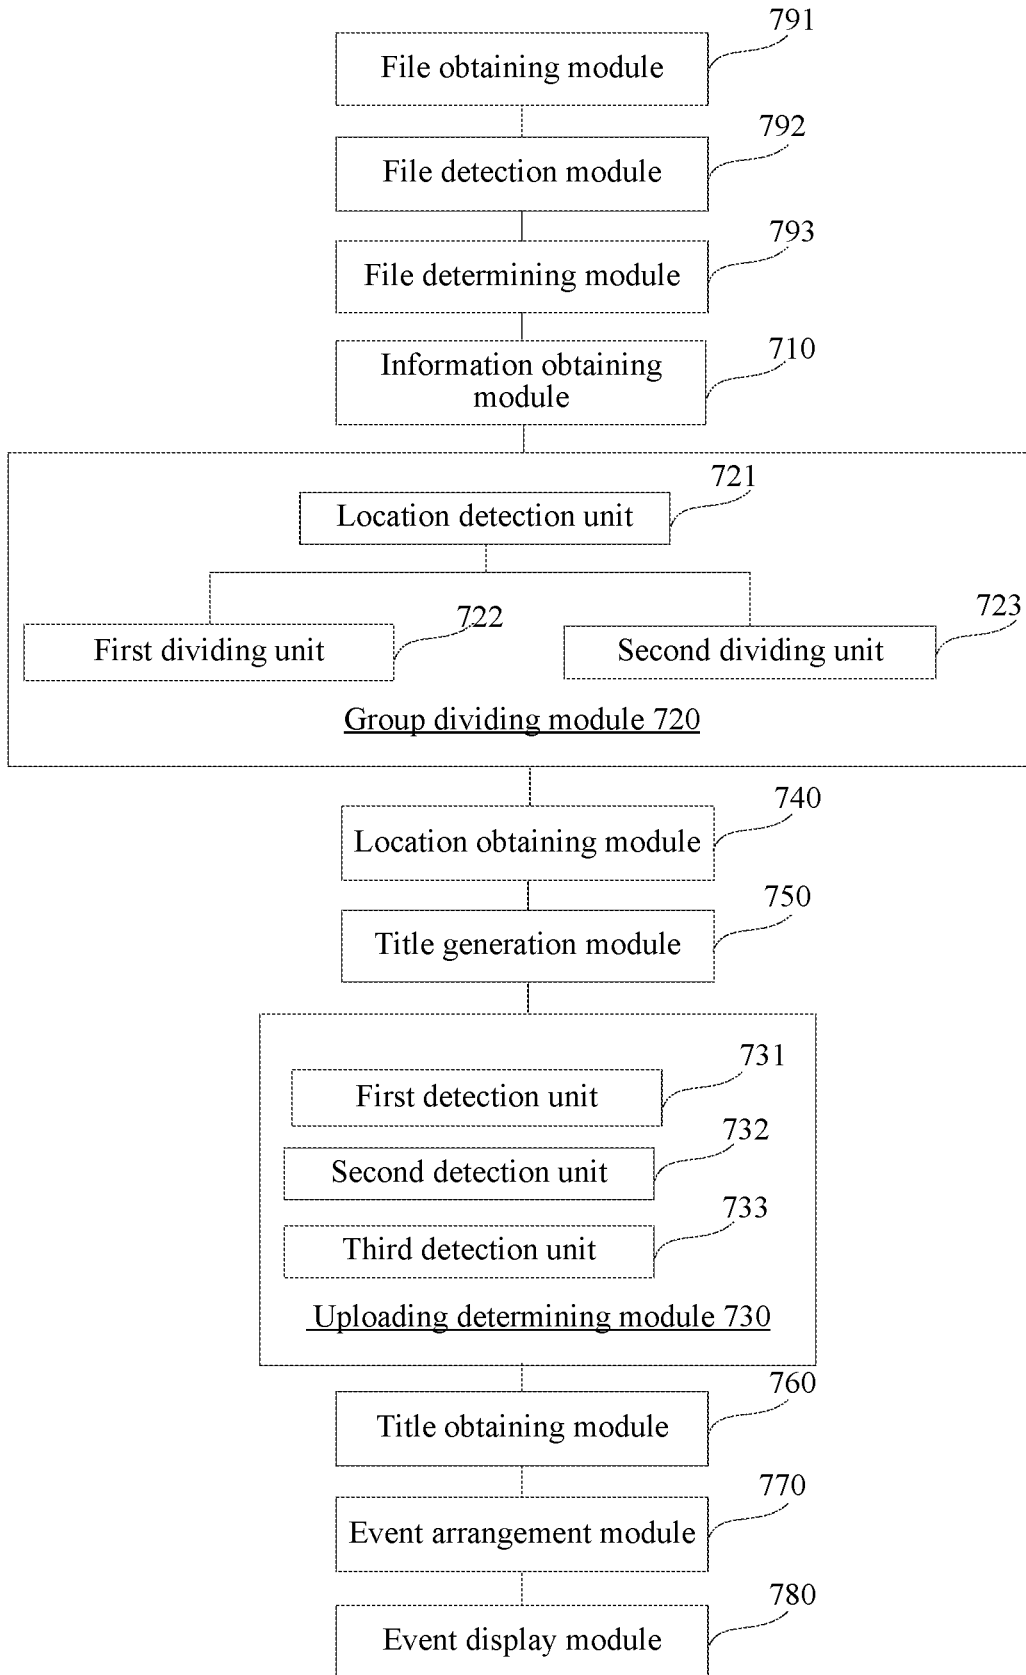 791
File obtaining module
792
File detection module
793
File determining module
710
Information obtaining
module
721
Location detection unit
722
First dividing unit
723
Second dividing unit
Group dividing module 720
740
Location obtaining module
750
Title generation module
731
First detection unit
732
Second detection unit
733
Third detection unit
Uploading determining module 730
760
Title obtaining module
770
Event arrangement module
780
Event display module